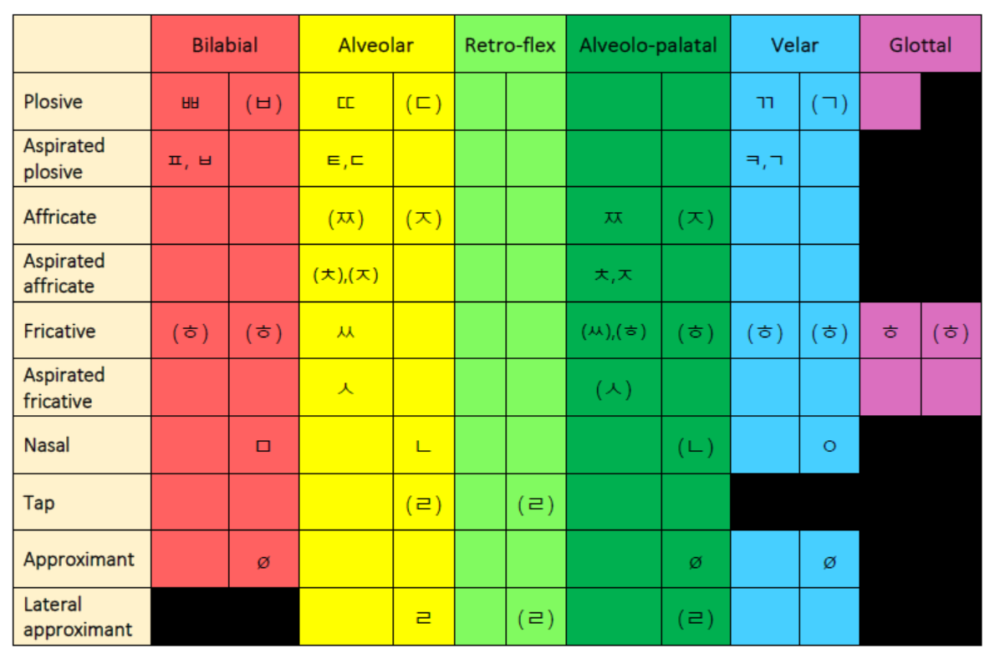 Bilabial Alveolar Retro-flex Alveolo-palatal Velar Glottal
Plosive ㅃ (ㅂ) ㄸ (ㄷ) ㄲ (ㄱ)
Aspirated
plosive ㅍ, ㅂ ㅌ,ㄷ ㅋ,ㄱ
Affricate (ㅉ) (ㅈ) ㅉ (ㅈ)
Aspirated
affricate (ㅊ),(ㅈ) ㅊ,ㅈ
Fricative (ㅎ) (ㅎ) ㅆ (ㅆ),(ㅎ) (ㅎ) (ㅎ) (ㅎ) ㅎ (ㅎ)
Aspirated
fricative ㅅ (ㅅ)
Nasal ㅁ ㄴ (ㄴ) ㅇ
Tap (ㄹ) (ㄹ)
Approximant ø ø ø
Lateral
approximant ㄹ (ㄹ) (ㄹ)